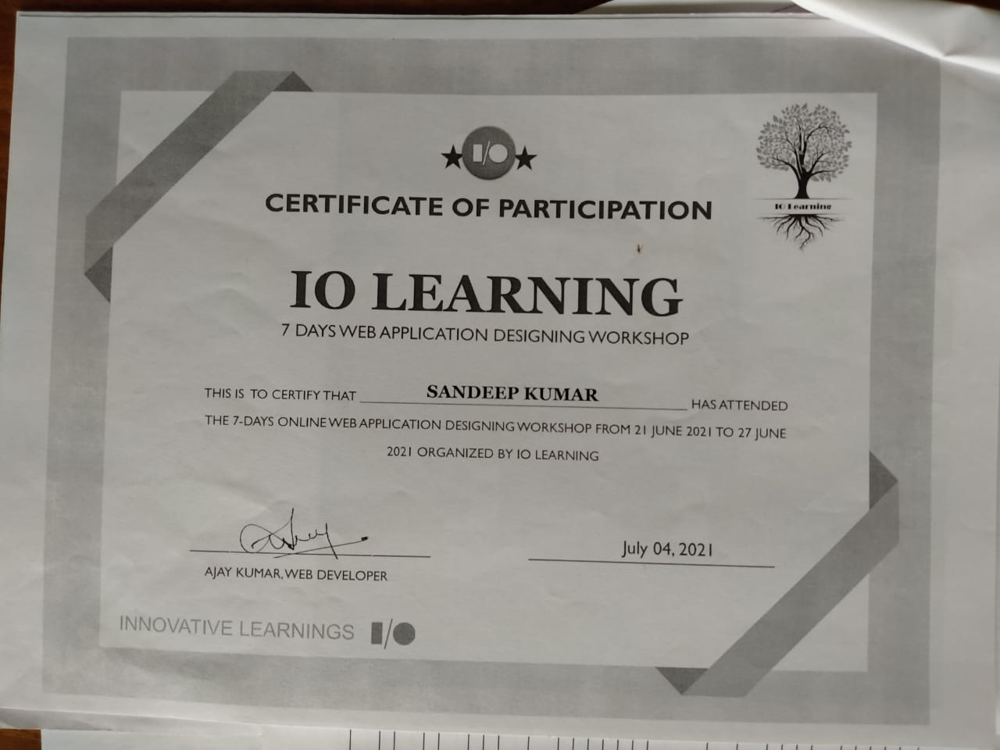 I/O
CERTIFICATE OF PARTICIPATION
IO Learning
IO LEARNING
7 DAYS WEB APPLICATION DESIGNING WORKSHOP
THIS IS TO CERTIFY THAT SANDEEP KUMAR HAS ATTENDED
THE 7-DAYS ONLINE WEB APPLICATION DESIGNING WORKSHOP FROM 21 JUNE 2021 TO 27 JUNE
2021 ORGANIZED BY IO LEARNING
July 04, 2021
AJAY KUMAR, WEB DEVELOPER
INNOVATIVE LEARNINGS I/O